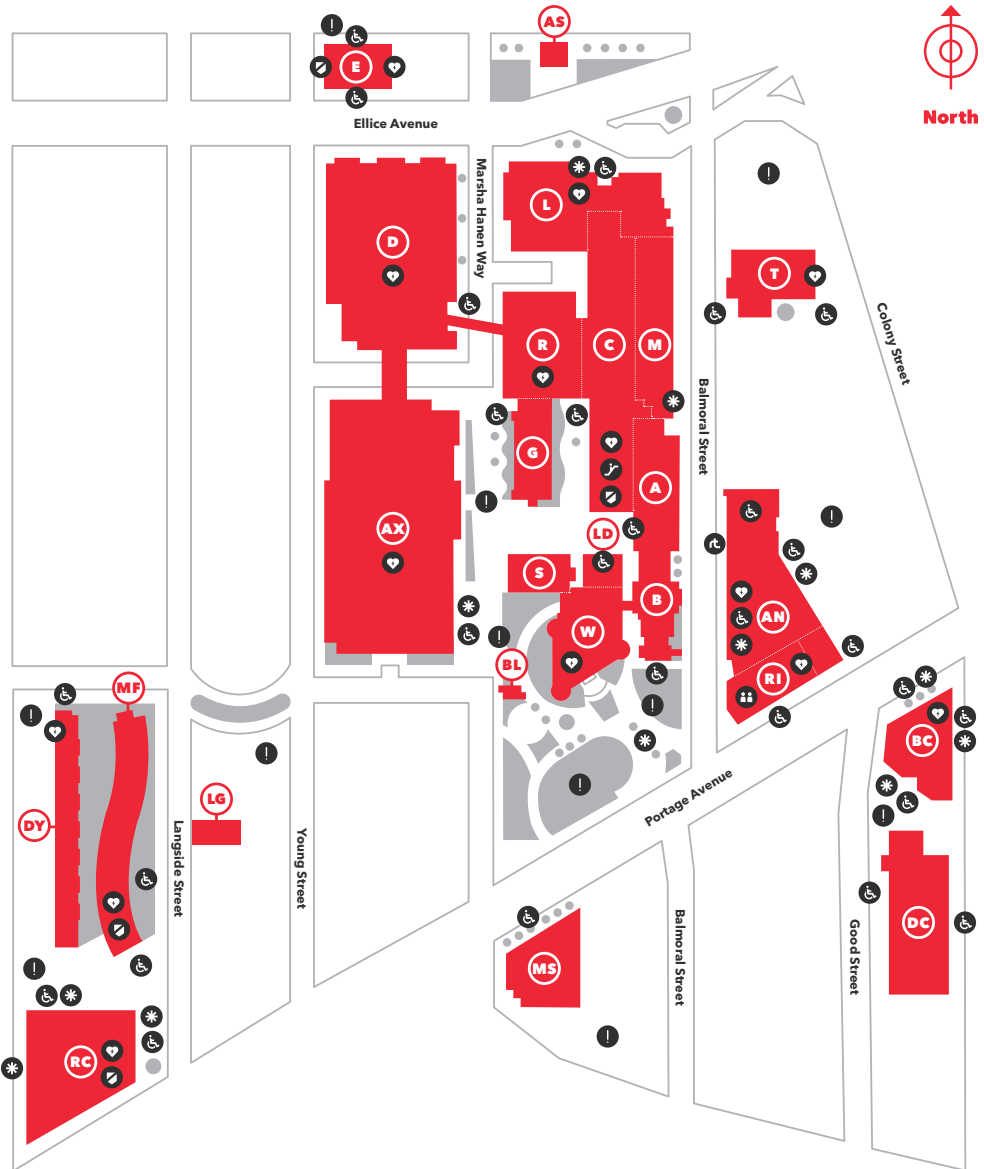 AS
E
North
Ellice Avenue
Marsha Hanen Way
L
D
T
Colony Street
R
C
M
Balmoral Street
G
A
AX
LD
S
B
W
AN
BL
RI
MF
BC
LG
Portage Avenue
DY
Langside Street
Young Street
DC
Balmoral Street
Good Street
MS
RC